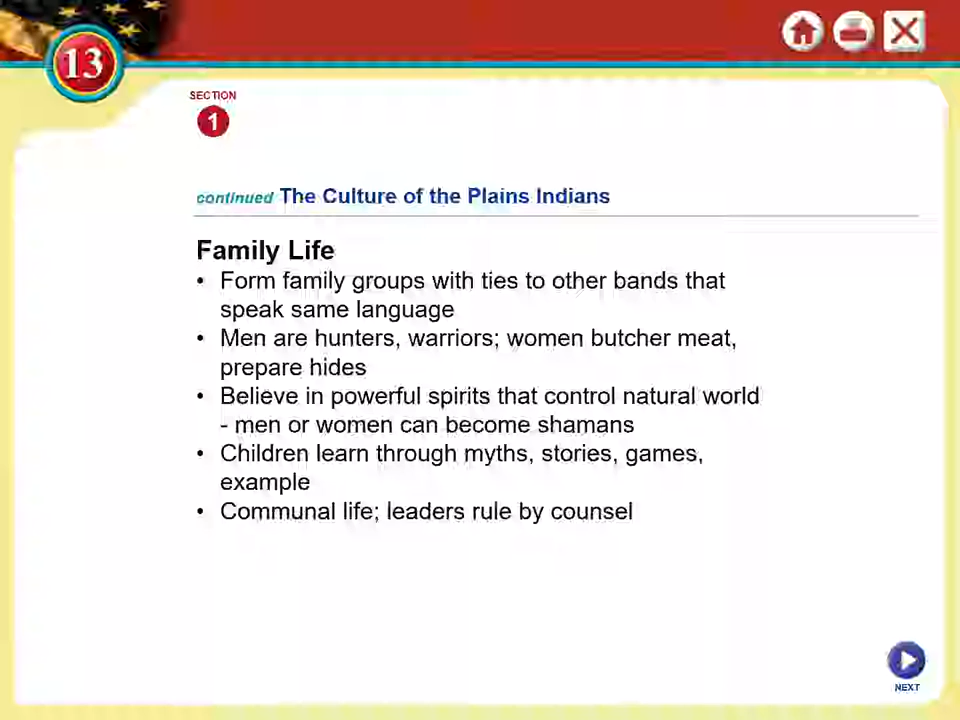 13
SECTION
1
continued The Culture of the Plains Indians
Family Life
• Form family groups with ties to other bands that
speak same language
• Men are hunters, warriors; women butcher meat,
prepare hides
• Believe in powerful spirits that control natural world
- men or women can become shamans
• Children learn through myths, stories, games,
example
• Communal life; leaders rule by counsel
NEXT